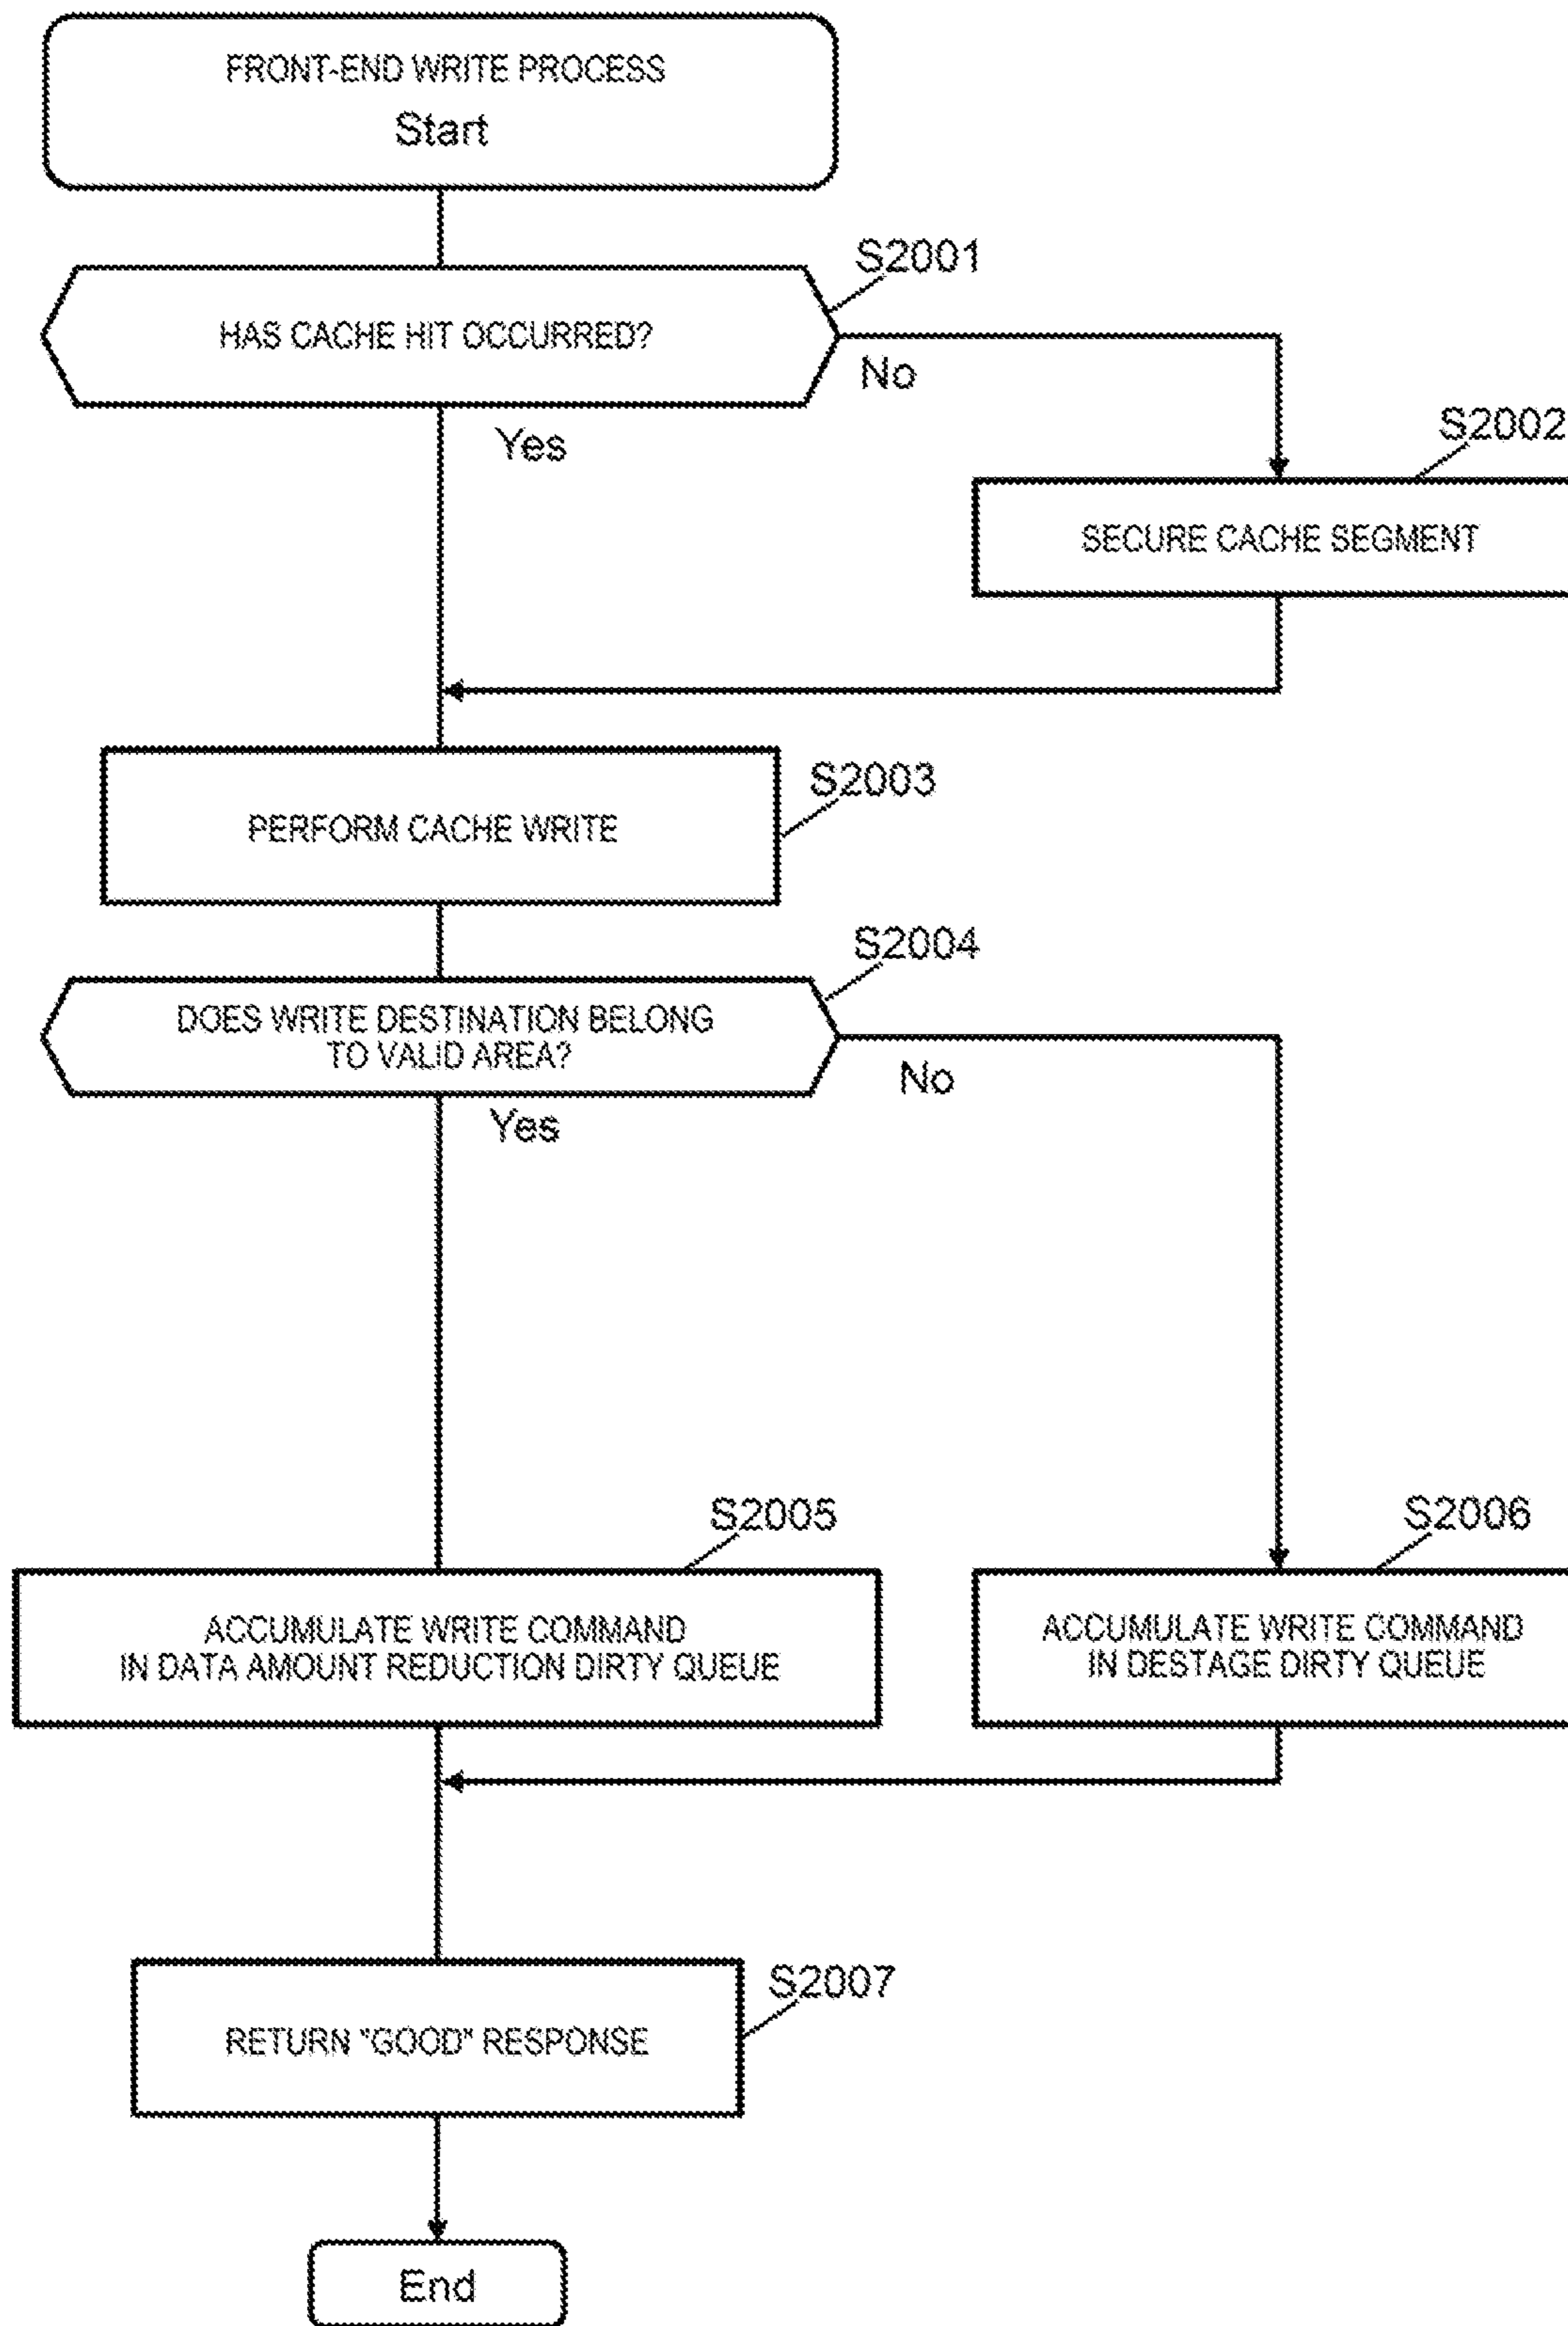 FRONT-END WRITE PROCESS
Start
S2001
HAS CACHE HIT OCCURRED?
No
Yes
S2002
SECURE CACHE SEGMENT
S2003
PERFORM CACHE WRITE
S2004
DOES WRITE DESTINATION BELONG
TO VALID AREA?
No
Yes
S2005
ACCUMULATE WRITE COMMAND
IN DATA AMOUNT REDUCTION DIRTY QUEUE
S2006
ACCUMULATE WRITE COMMAND
IN DESTAGE DIRTY QUEUE
S2007
RETURN "GOOD" RESPONSE
End